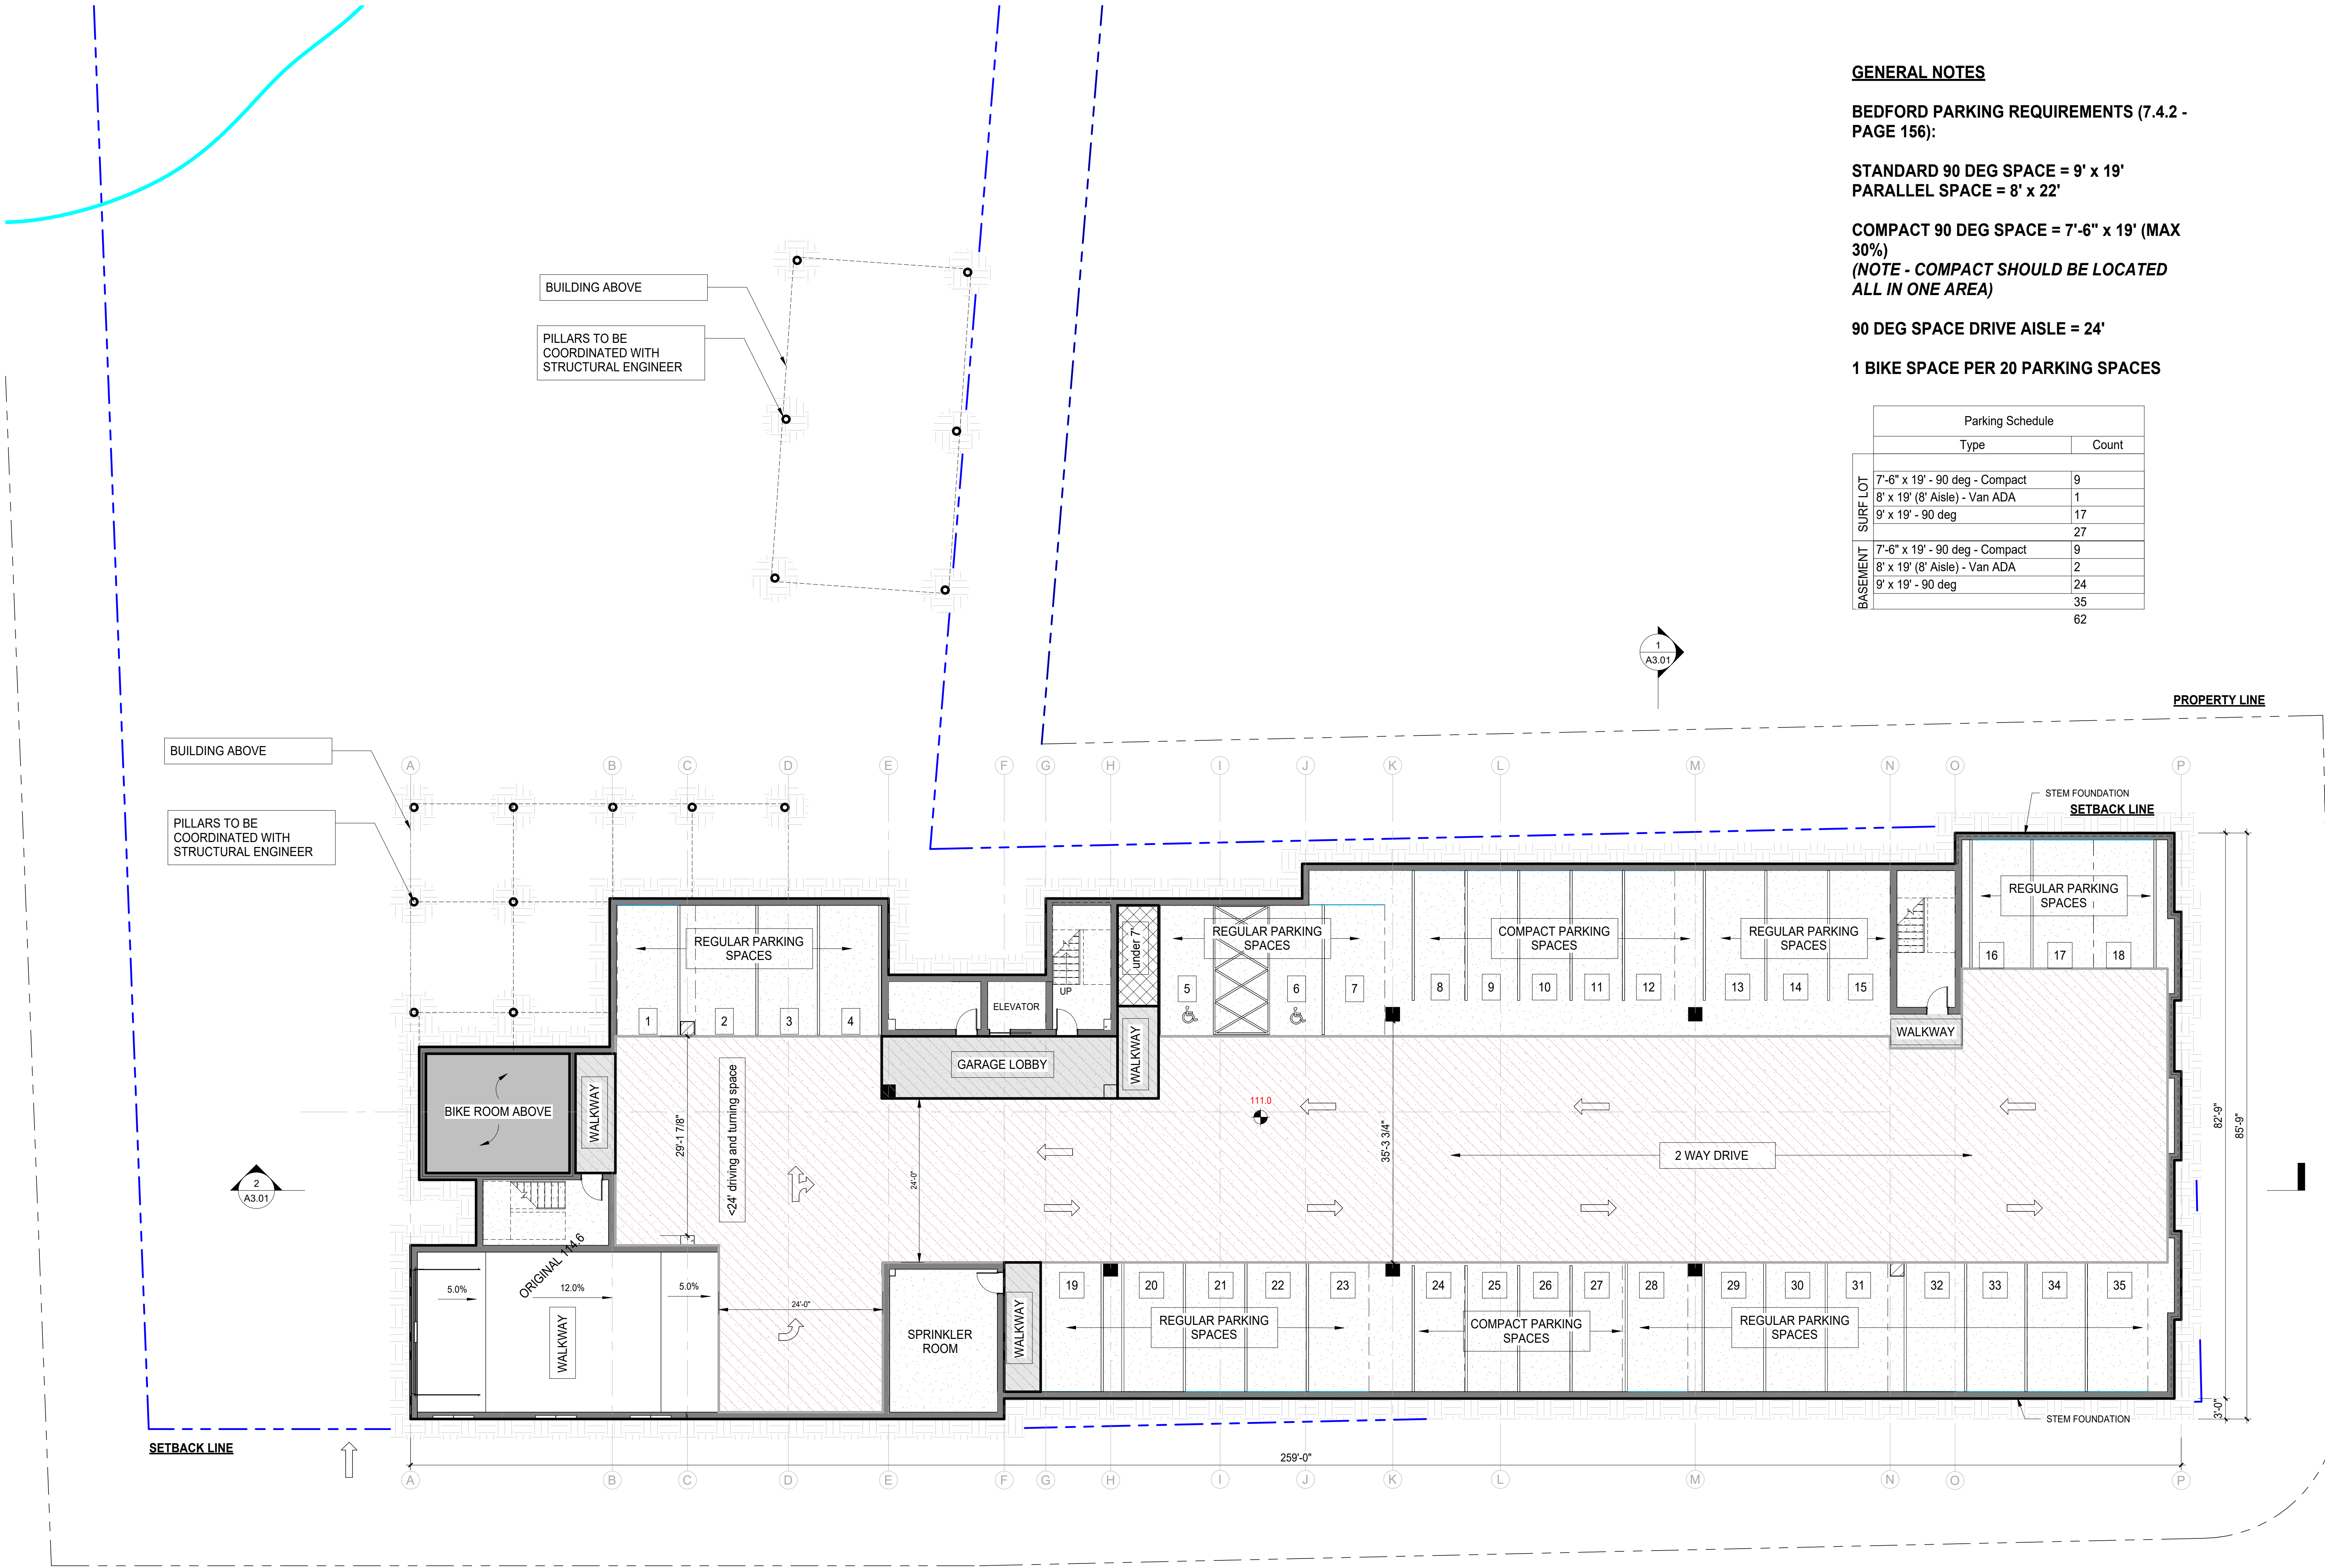 GENERAL NOTES
BEDFORD PARKING REQUIREMENTS (7.4.2 -
PAGE 156):
STANDARD 90 DEG SPACE = 9' x 19'
PARALLEL SPACE = 8' x 22'
COMPACT 90 DEG SPACE = 7'-6" x 19' (MAX
30%)
(NOTE - COMPACT SHOULD BE LOCATED
ALL IN ONE AREA)
90 DEG SPACE DRIVE AISLE = 24'
1 BIKE SPACE PER 20 PARKING SPACES
Parking Schedule
Type Count
SURF LOT
7'-6" x 19' - 90 deg - Compact 9
8' x 19' (8' Aisle) - Van ADA 1
9' x 19' - 90 deg 17
27
BASEMENT
7'-6" x 19' - 90 deg - Compact 9
8' x 19' (8' Aisle) - Van ADA 2
9' x 19' - 90 deg 24
35
62
BUILDING ABOVE
PILLARS TO BE
COORDINATED WITH
STRUCTURAL ENGINEER
1
A3.01
PROPERTY LINE
BUILDING ABOVE
PILLARS TO BE
COORDINATED WITH
STRUCTURAL ENGINEER
A B C D E F G H I J K L M N O P
STEM FOUNDATION
SETBACK LINE
REGULAR PARKING
SPACES
1 2 3 4
ELEVATOR
UP
under 7'
REGULAR PARKING
SPACES
5 6 7
COMPACT PARKING
SPACES
8 9 10 11 12
REGULAR PARKING
SPACES
13 14 15
REGULAR PARKING
SPACES
16 17 18
WALKWAY
GARAGE LOBBY
WALKWAY
BIKE ROOM ABOVE
WALKWAY
29'-1 7/8"
<24' driving and turning space
24'-0"
111.0
35'-3 3/4"
2 WAY DRIVE
82'-9"
85'-9"
2
A3.01
ORIGINAL 114.6
5.0%
12.0%
5.0%
WALKWAY
24'-0"
SPRINKLER
ROOM
WALKWAY
19 20 21 22 23 24 25 26 27 28 29 30 31 32 33 34 35
REGULAR PARKING
SPACES
COMPACT PARKING
SPACES
REGULAR PARKING
SPACES
3'-0"
STEM FOUNDATION
SETBACK LINE
259'-0"
A B C D E F G H I J K L M N O P